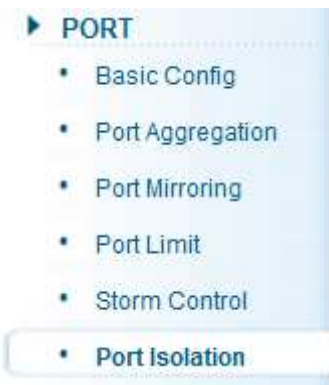 PORT
Basic Config
Port Aggregation
Port Mirroring
Port Limit
Storm Control
Port Isolation